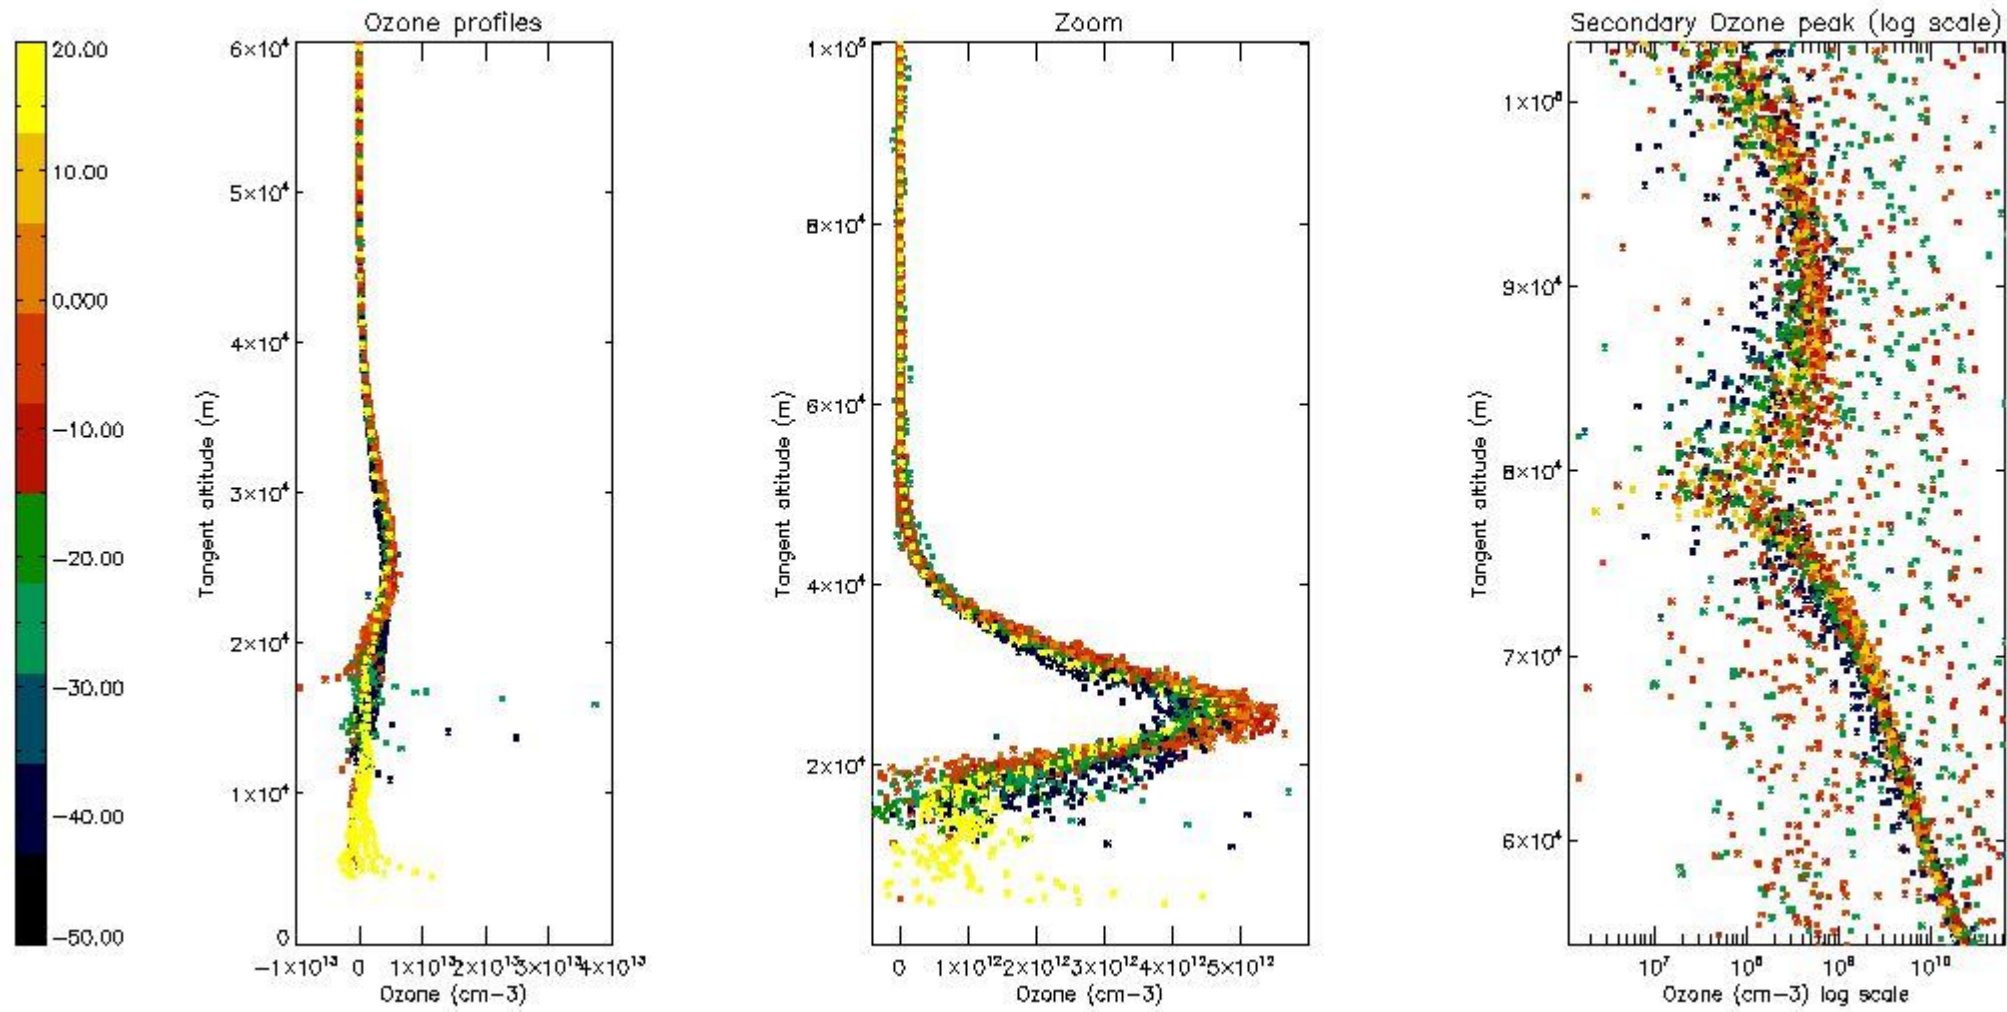 Ozone profiles
Zoom
Secondary Ozone peak (log scale)
20.00
10.00
0.000
−10.00
−20.00
−30.00
−40.00
−50.00
6×10⁴
5×10⁴
4×10⁴
3×10⁴
2×10⁴
1×10⁴
0
Tangent altitude (m)
−1×10¹³ 0 1×10¹³ 2×10¹³ 3×10¹³ 4×10¹³
Ozone (cm−3)
1×10⁵
8×10⁴
6×10⁴
4×10⁴
2×10⁴
Tangent altitude (m)
0 1×10¹² 2×10¹² 3×10¹² 4×10¹² 5×10¹²
Ozone (cm−3)
1×10⁵
9×10⁴
8×10⁴
7×10⁴
6×10⁴
Tangent altitude (m)
10⁷ 10⁸ 10⁹ 10¹⁰
Ozone (cm−3) log scale